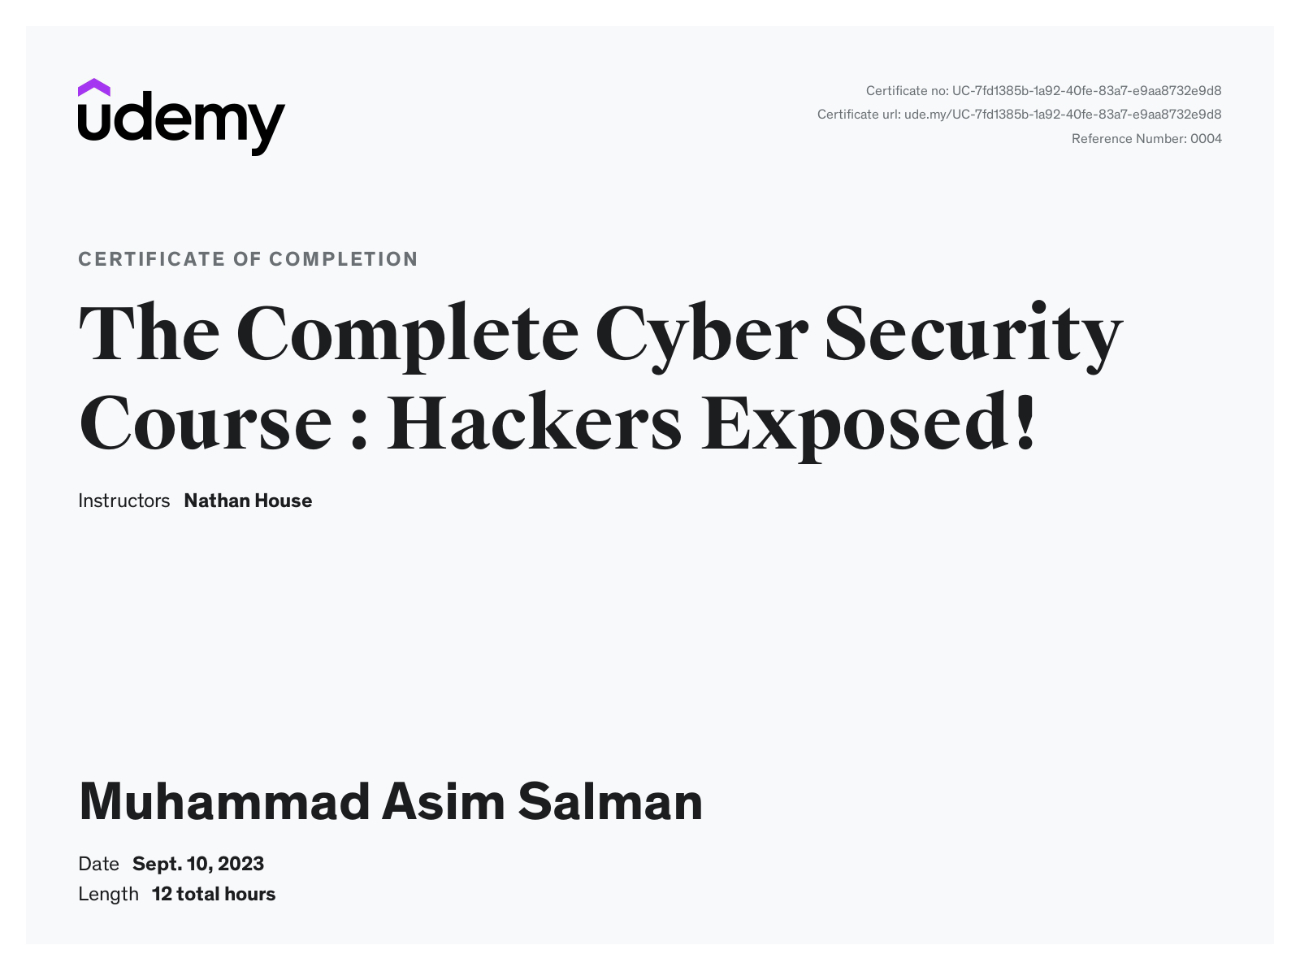 udemy
Certificate no: UC-7fd1385b-1a92-40fe-83a7-e9aa8732e9d8
Certificate url: ude.my/UC-7fd1385b-1a92-40fe-83a7-e9aa8732e9d8
Reference Number: 0004
CERTIFICATE OF COMPLETION
The Complete Cyber Security
Course : Hackers Exposed!
Instructors Nathan House
Muhammad Asim Salman
Date Sept. 10, 2023
Length 12 total hours